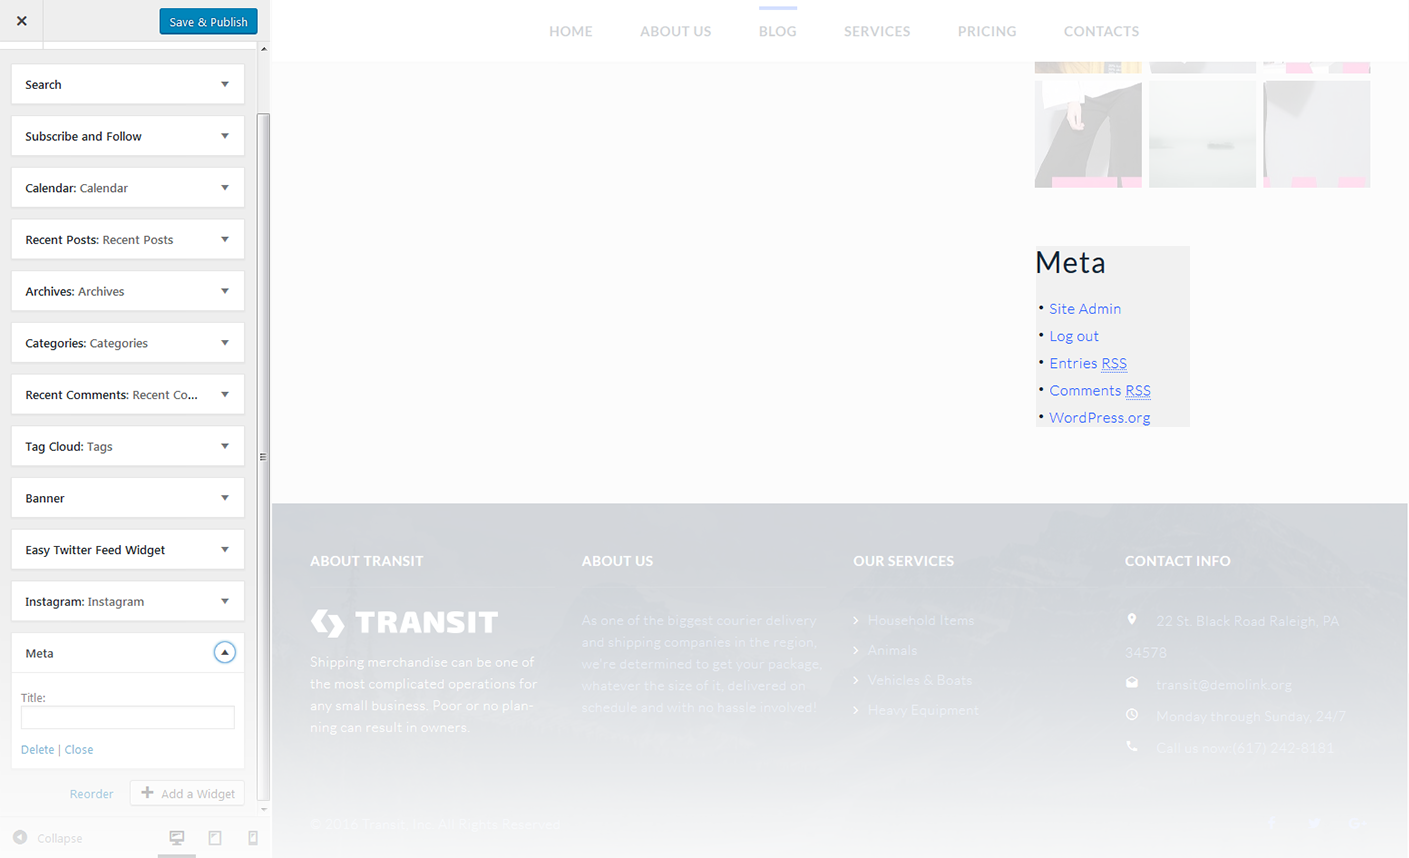 Save & Publish
Search
Subscribe and Follow
Calendar: Calendar
Recent Posts: Recent Posts
Archives: Archives
Categories: Categories
Recent Comments: Recent Co...
Tag Cloud: Tags
Banner
Easy Twitter Feed Widget
Instagram: Instagram
Meta
Title:
Delete | Close
Reorder
Add a Widget
Collapse
HOME ABOUT US BLOG SERVICES PRICING CONTACTS
Meta
• Site Admin
• Log out
• Entries RSS
• Comments RSS
• WordPress.org
ABOUT TRANSIT
TRANSIT
Shipping merchandise can be one of
the most complicated operations for
any small business. Poor or no plan-
ning can result in owners.
ABOUT US
As one of the biggest courier delivery
and shipping companies in the region,
we're determined to get your package,
whatever the size of it, delivered on-
schedule and with no hassle involved!
OUR SERVICES
Household Items
Animals
Vehicles & Boats
Heavy Equipment
CONTACT INFO
22 St. Black Road Raleigh, PA
34578
transit@demolink.org
Monday through Sunday, 24/7
Call us now:(617) 242-8181
© 2016 Transit, Inc. All Rights Reserved